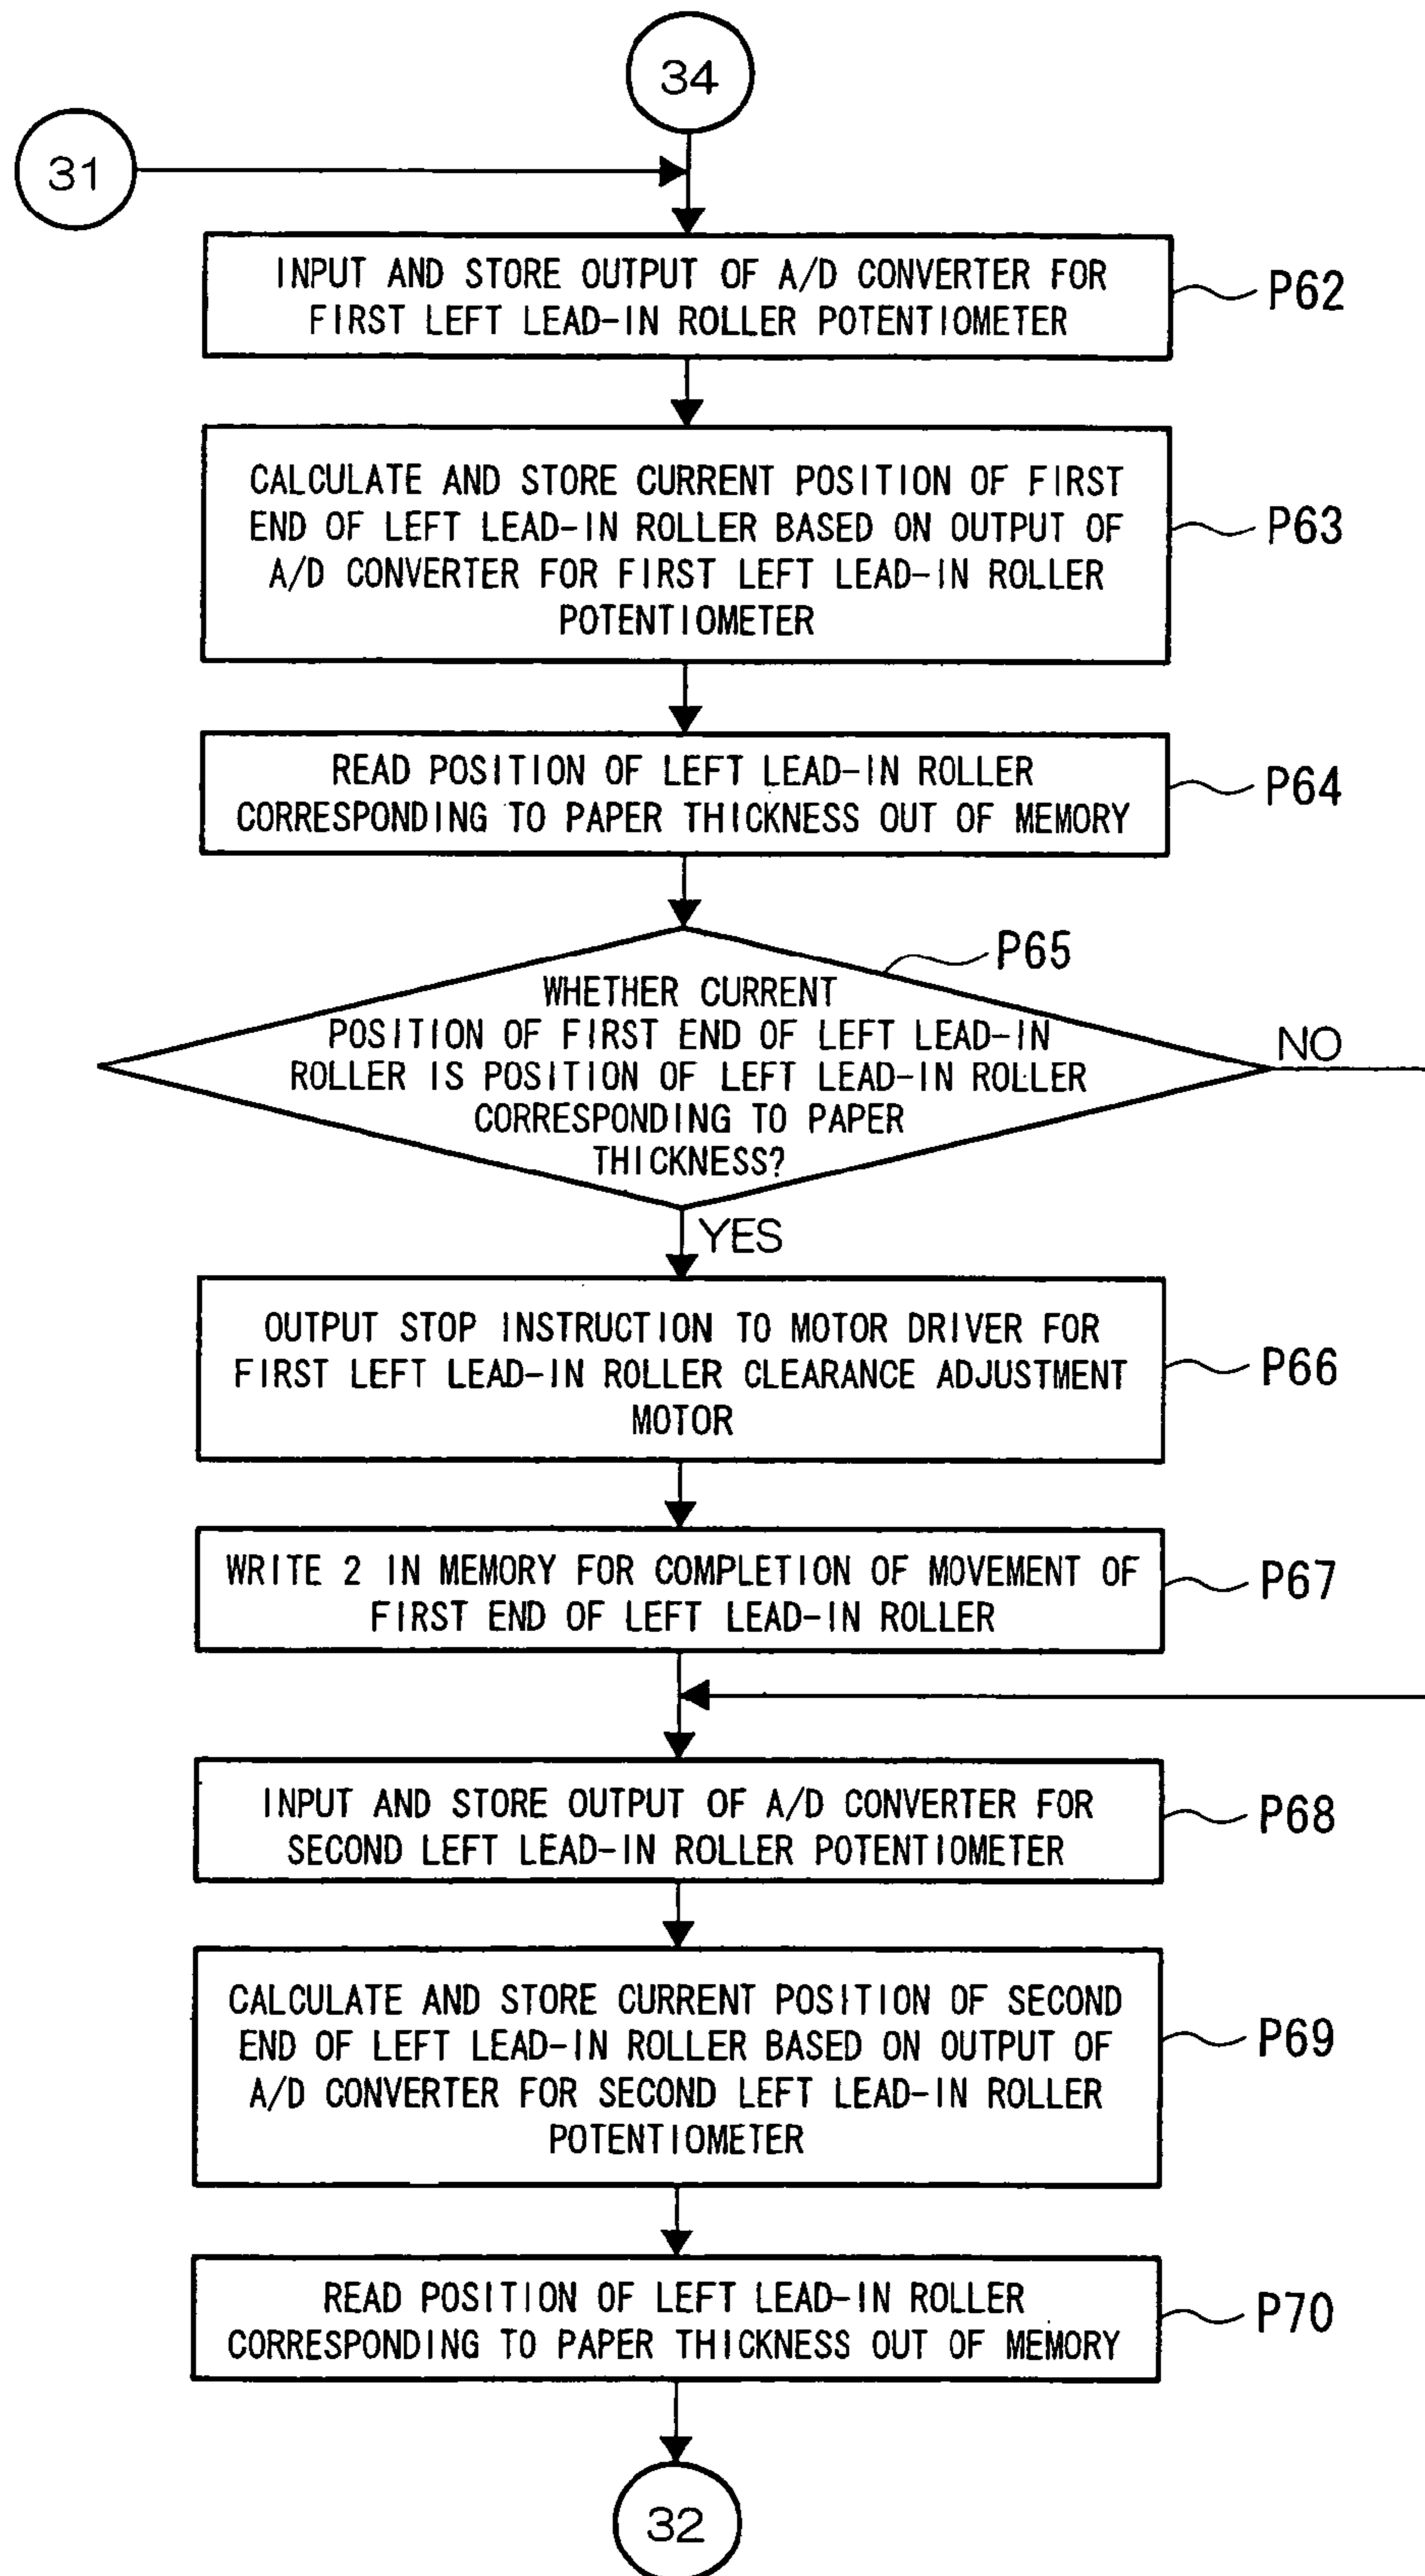 34
31
INPUT AND STORE OUTPUT OF A/D CONVERTER FOR
FIRST LEFT LEAD-IN ROLLER POTENTIOMETER
P62
CALCULATE AND STORE CURRENT POSITION OF FIRST
END OF LEFT LEAD-IN ROLLER BASED ON OUTPUT OF
A/D CONVERTER FOR FIRST LEFT LEAD-IN ROLLER
POTENTIOMETER
P63
READ POSITION OF LEFT LEAD-IN ROLLER
CORRESPONDING TO PAPER THICKNESS OUT OF MEMORY
P64
P65
WHETHER CURRENT
POSITION OF FIRST END OF LEFT LEAD-IN
ROLLER IS POSITION OF LEFT LEAD-IN ROLLER
CORRESPONDING TO PAPER
THICKNESS?
NO
YES
OUTPUT STOP INSTRUCTION TO MOTOR DRIVER FOR
FIRST LEFT LEAD-IN ROLLER CLEARANCE ADJUSTMENT
MOTOR
P66
WRITE 2 IN MEMORY FOR COMPLETION OF MOVEMENT OF
FIRST END OF LEFT LEAD-IN ROLLER
P67
INPUT AND STORE OUTPUT OF A/D CONVERTER FOR
SECOND LEFT LEAD-IN ROLLER POTENTIOMETER
P68
CALCULATE AND STORE CURRENT POSITION OF SECOND
END OF LEFT LEAD-IN ROLLER BASED ON OUTPUT OF
A/D CONVERTER FOR SECOND LEFT LEAD-IN ROLLER
POTENTIOMETER
P69
READ POSITION OF LEFT LEAD-IN ROLLER
CORRESPONDING TO PAPER THICKNESS OUT OF MEMORY
P70
32